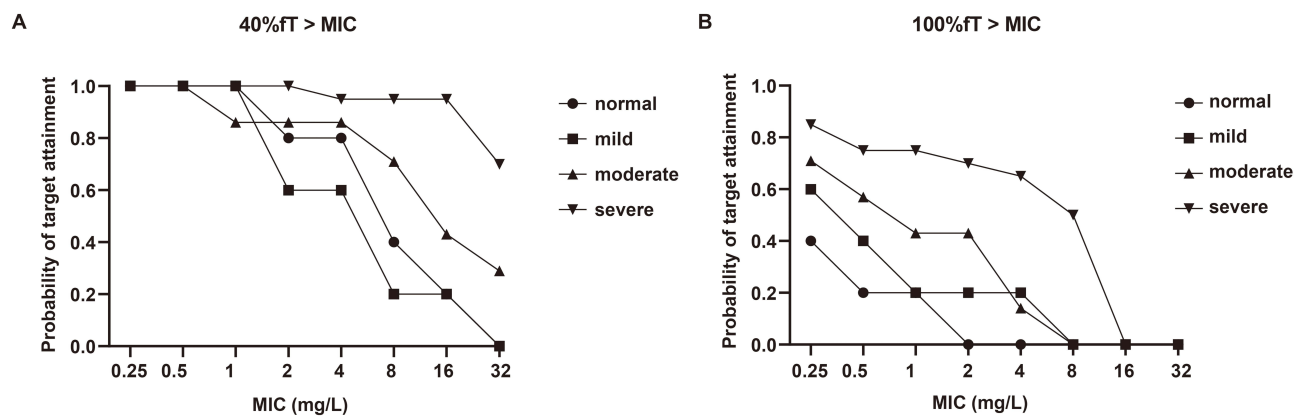 A
40%fT > MIC
Probability of target attainment
1.0
0.8
0.6
0.4
0.2
0.0
0.25 0.5 1 2 4 8 16 32
MIC (mg/L)
normal
mild
moderate
severe
B
100%fT > MIC
Probability of target attainment
1.0
0.8
0.6
0.4
0.2
0.0
0.25 0.5 1 2 4 8 16 32
MIC (mg/L)
normal
mild
moderate
severe